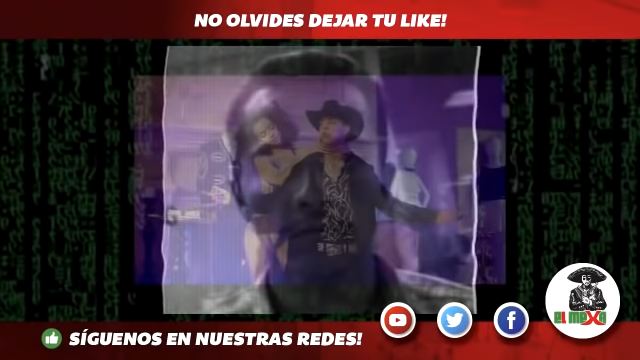 NO OLVIDES DEJAR TU LIKE!
EL MEXA
SÍGUENOS EN NUESTRAS REDES!